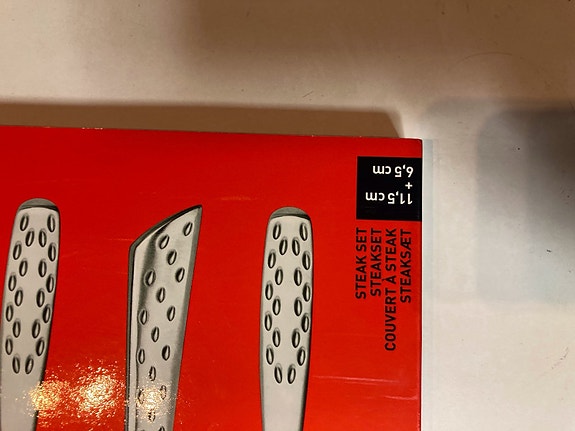 11,5 cm
+
6,5 cm
STEAK SET
STEAKSET
COUVERT À STEAK
STEAKSÆT